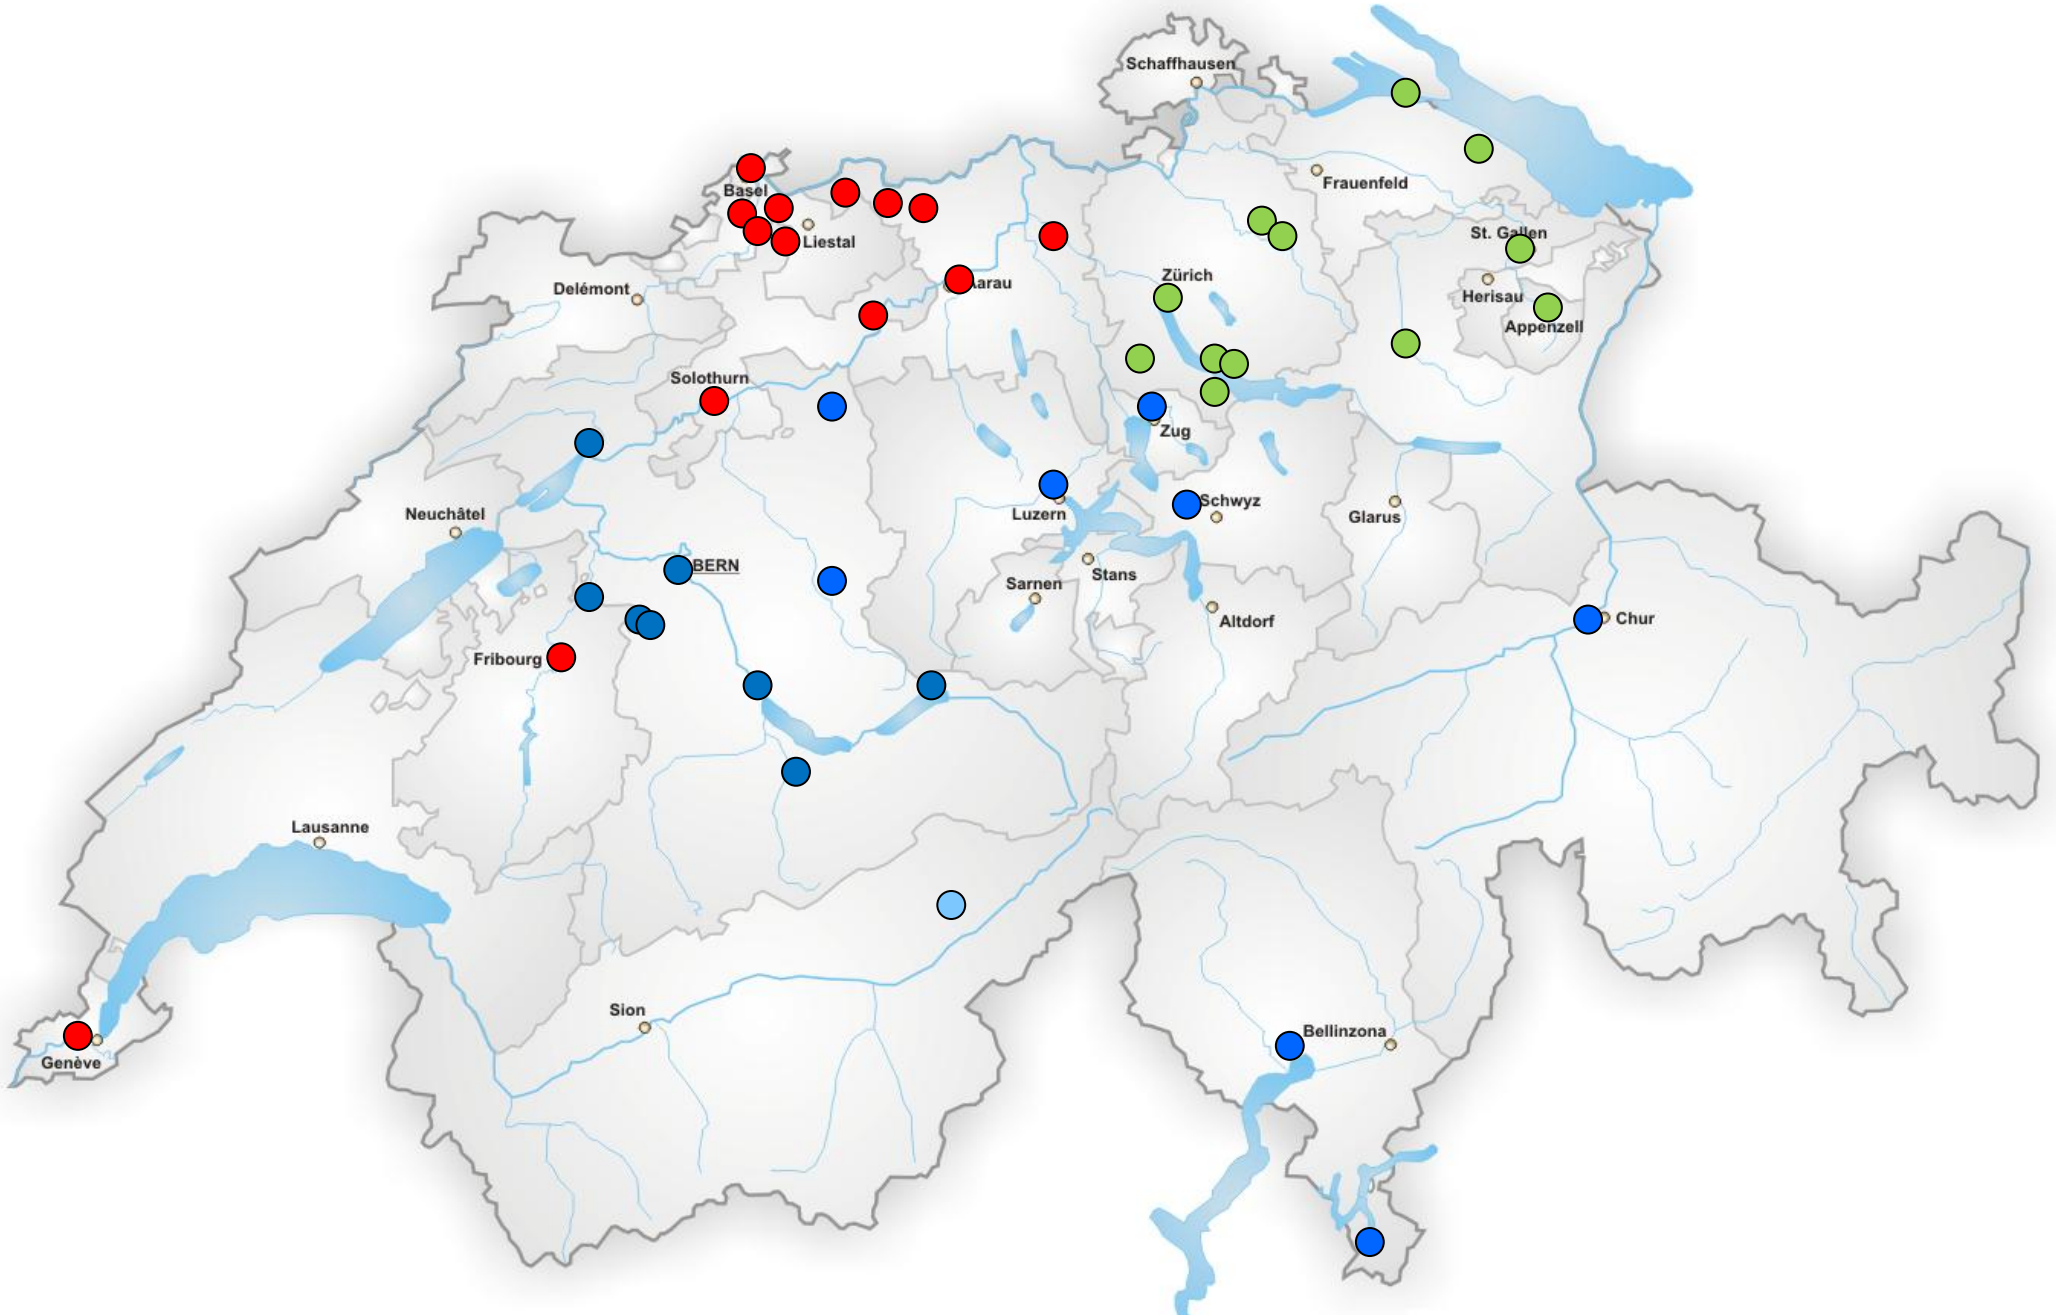 Schaffhausen
Frauenfeld
Basel
Liestal
St. Gallen
Zürich
Delémont
Aarau
Herisau
Appenzell
Solothurn
Zug
Schwyz
Neuchâtel
Luzern
Glarus
BERN
Stans
Sarnen
Altdorf
Chur
Fribourg
Lausanne
Sion
Bellinzona
Genève